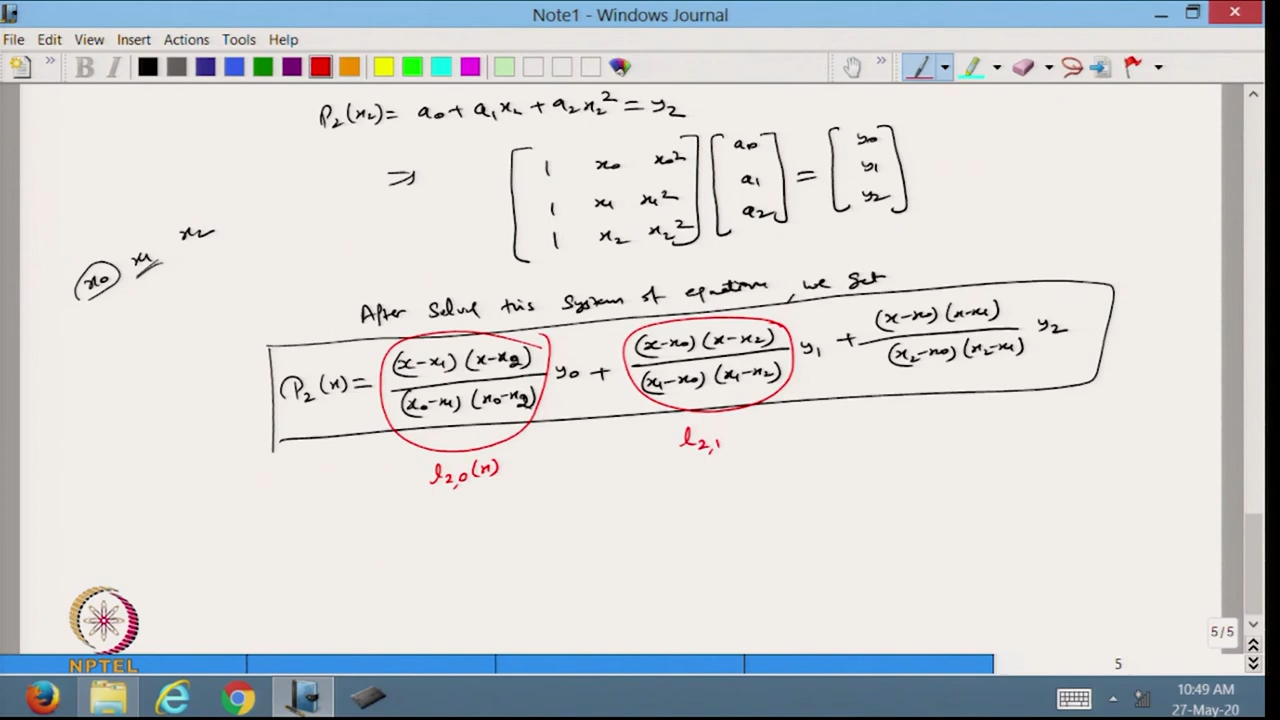 Note1 - Windows Journal
File Edit View Insert Actions Tools Help
B I
P₂(x₂) = a₀ + a₁x₂ + a₂x₂² = y₂
⇒ [1 x₀ x₀²] [a₀] = [y₀]
[1 x₁ x₁²] [a₁] [y₁]
[1 x₂ x₂²] [a₂] [y₂]
x₀ x₁ x₂
After solve this system of equation, we get
P₂(x) = (x-x₁)(x-x₂)/(x₀-x₁)(x₀-x₂) y₀ + (x-x₀)(x-x₂)/(x₁-x₀)(x₁-x₂) y₁ + (x-x₀)(x-x₁)/(x₂-x₀)(x₂-x₁) y₂
l₂,₀(x) l₂,₁
NPTEL
5/5
5
10:49 AM
27-May-20